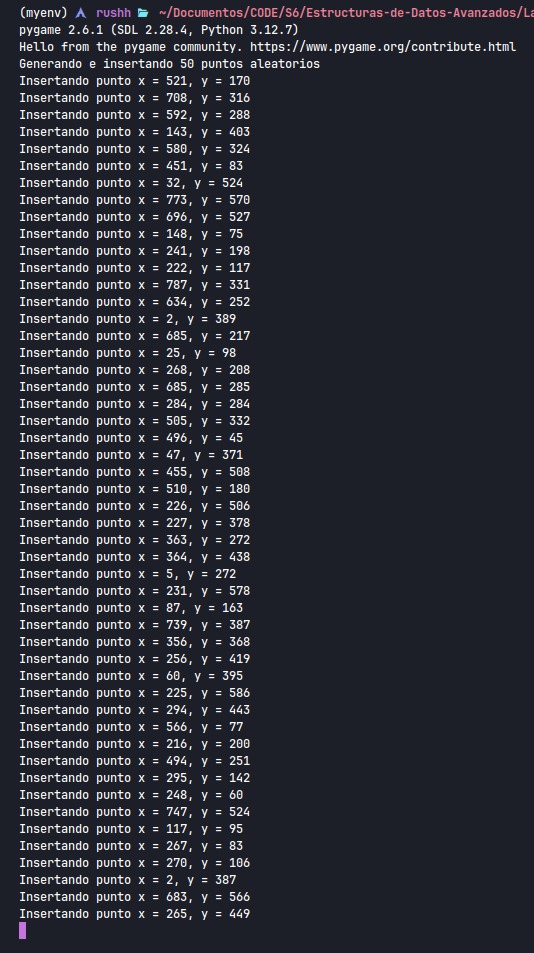 (myenv) rushh ~/Documentos/CODE/S6/Estructuras-de-Datos-Avanzados/La
pygame 2.6.1 (SDL 2.28.4, Python 3.12.7)
Hello from the pygame community. https://www.pygame.org/contribute.html
Generando e insertando 50 puntos aleatorios
Insertando punto x = 521, y = 170
Insertando punto x = 708, y = 316
Insertando punto x = 592, y = 288
Insertando punto x = 143, y = 403
Insertando punto x = 580, y = 324
Insertando punto x = 451, y = 83
Insertando punto x = 32, y = 524
Insertando punto x = 773, y = 570
Insertando punto x = 696, y = 527
Insertando punto x = 148, y = 75
Insertando punto x = 241, y = 198
Insertando punto x = 222, y = 117
Insertando punto x = 787, y = 331
Insertando punto x = 634, y = 252
Insertando punto x = 2, y = 389
Insertando punto x = 685, y = 217
Insertando punto x = 25, y = 98
Insertando punto x = 268, y = 208
Insertando punto x = 685, y = 285
Insertando punto x = 284, y = 284
Insertando punto x = 505, y = 332
Insertando punto x = 496, y = 45
Insertando punto x = 47, y = 371
Insertando punto x = 455, y = 508
Insertando punto x = 510, y = 180
Insertando punto x = 226, y = 506
Insertando punto x = 227, y = 378
Insertando punto x = 363, y = 272
Insertando punto x = 364, y = 438
Insertando punto x = 5, y = 272
Insertando punto x = 231, y = 578
Insertando punto x = 87, y = 163
Insertando punto x = 739, y = 387
Insertando punto x = 356, y = 368
Insertando punto x = 256, y = 419
Insertando punto x = 60, y = 395
Insertando punto x = 225, y = 586
Insertando punto x = 294, y = 443
Insertando punto x = 566, y = 77
Insertando punto x = 216, y = 200
Insertando punto x = 494, y = 251
Insertando punto x = 295, y = 142
Insertando punto x = 248, y = 60
Insertando punto x = 747, y = 524
Insertando punto x = 117, y = 95
Insertando punto x = 267, y = 83
Insertando punto x = 270, y = 106
Insertando punto x = 2, y = 387
Insertando punto x = 683, y = 566
Insertando punto x = 265, y = 449